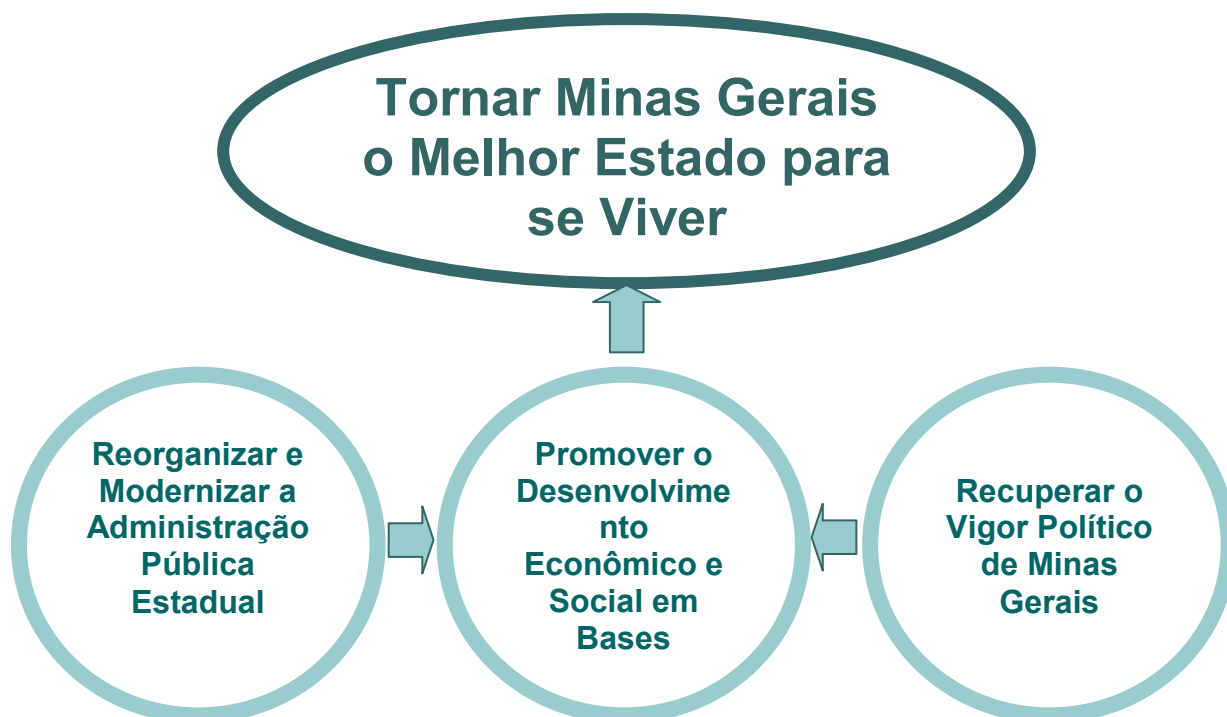 Tornar Minas Gerais
o Melhor Estado para
se Viver
Reorganizar e
Modernizar a
Administração
Pública
Estadual
Promover o
Desenvolvime
nto
Econômico e
Social em
Bases
Recuperar o
Vigor Político
de Minas
Gerais